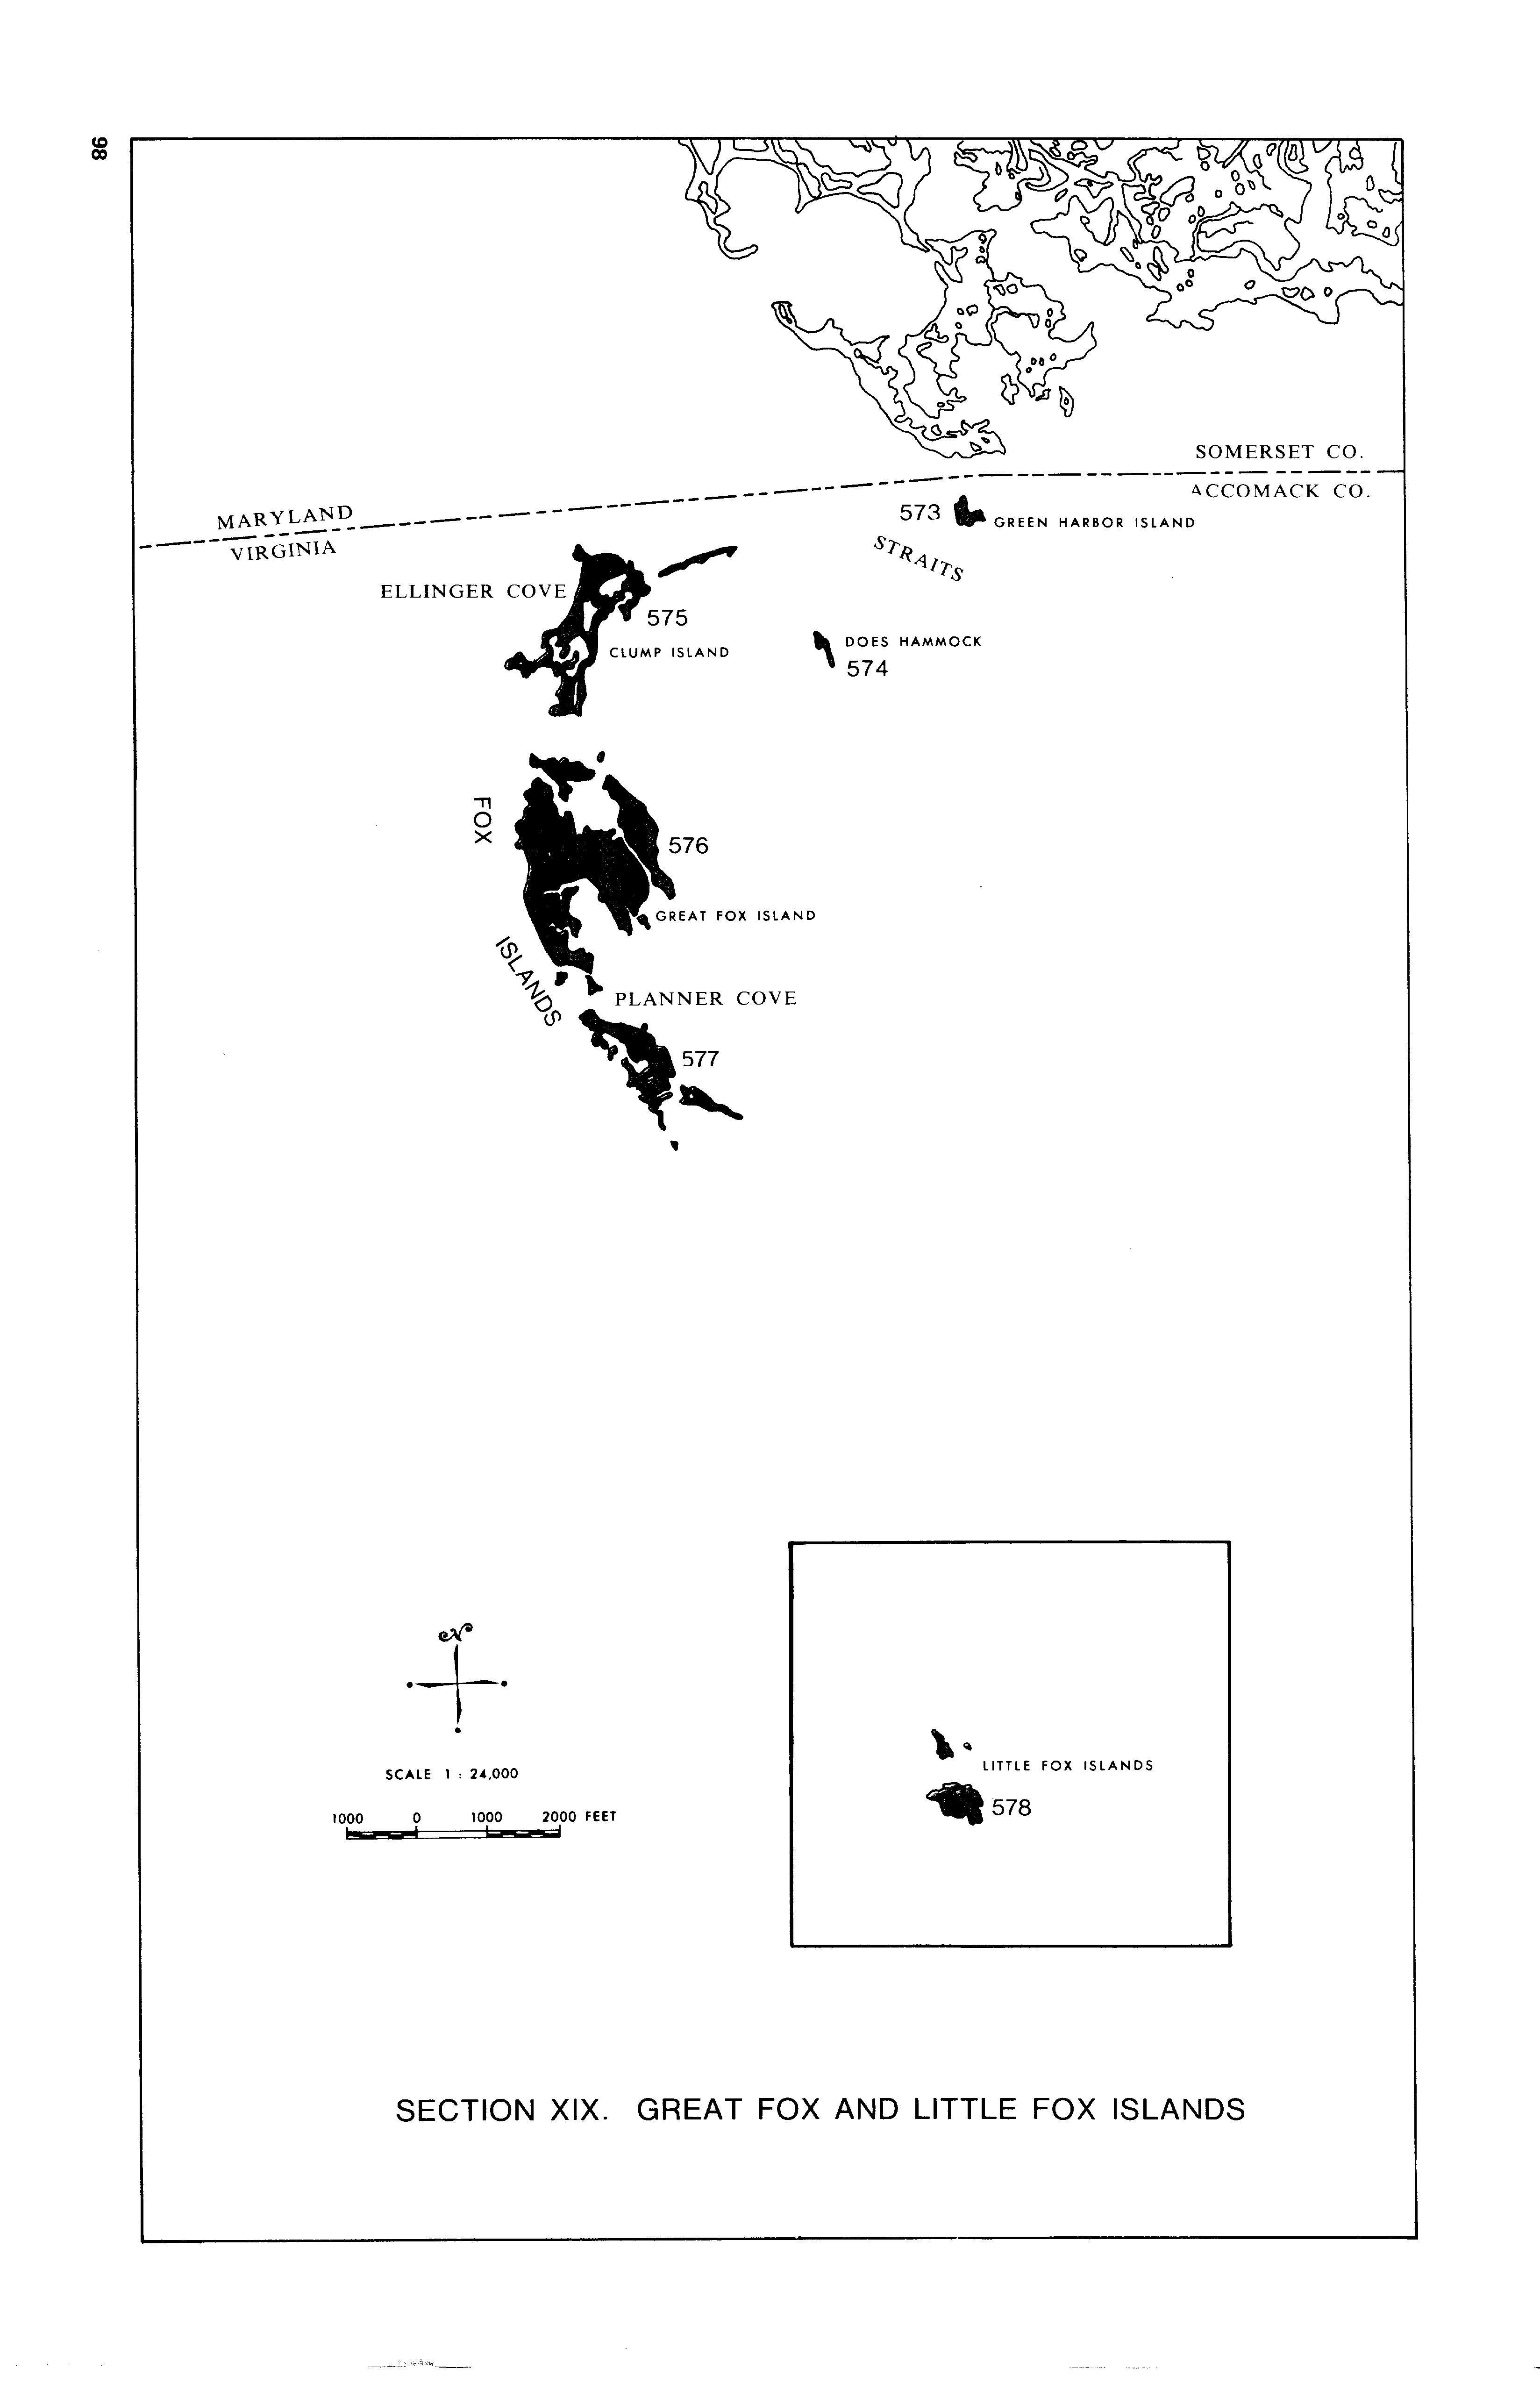 98
SOMERSET CO.
ACCOMACK CO.
MARYLAND
VIRGINIA
573
GREEN HARBOR ISLAND
STRAITS
ELLINGER COVE
575
CLUMP ISLAND
DOES HAMMOCK
574
FOX
576
GREAT FOX ISLAND
ISLANDS
PLANNER COVE
577
N
SCALE 1 : 24,000
1000 0 1000 2000 FEET
LITTLE FOX ISLANDS
578
SECTION XIX. GREAT FOX AND LITTLE FOX ISLANDS